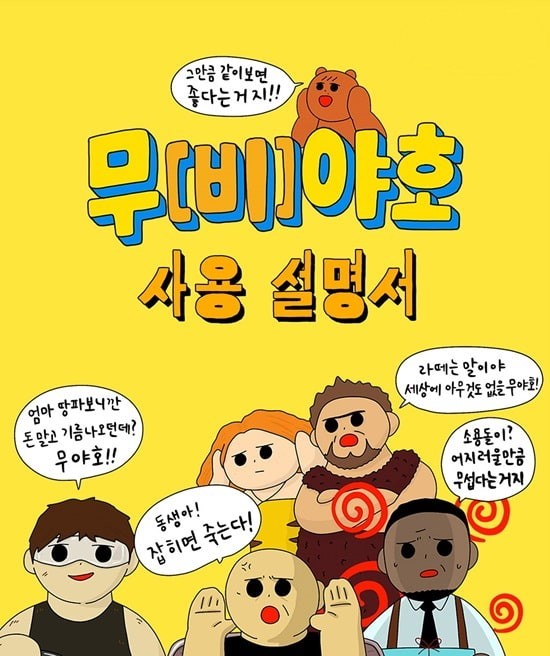 그만큼 같이보면
좋다는거지!!
무[비]야호
사용 설명서
라떼는 말이야
세상에 아무것도 없을무야호!
엄마 땅파보니깐
돈말고 기름나오던데?
무야호!!
소용돌이?
어지러울만큼
무섭다는거지
동생아!
잡히면 죽는다!